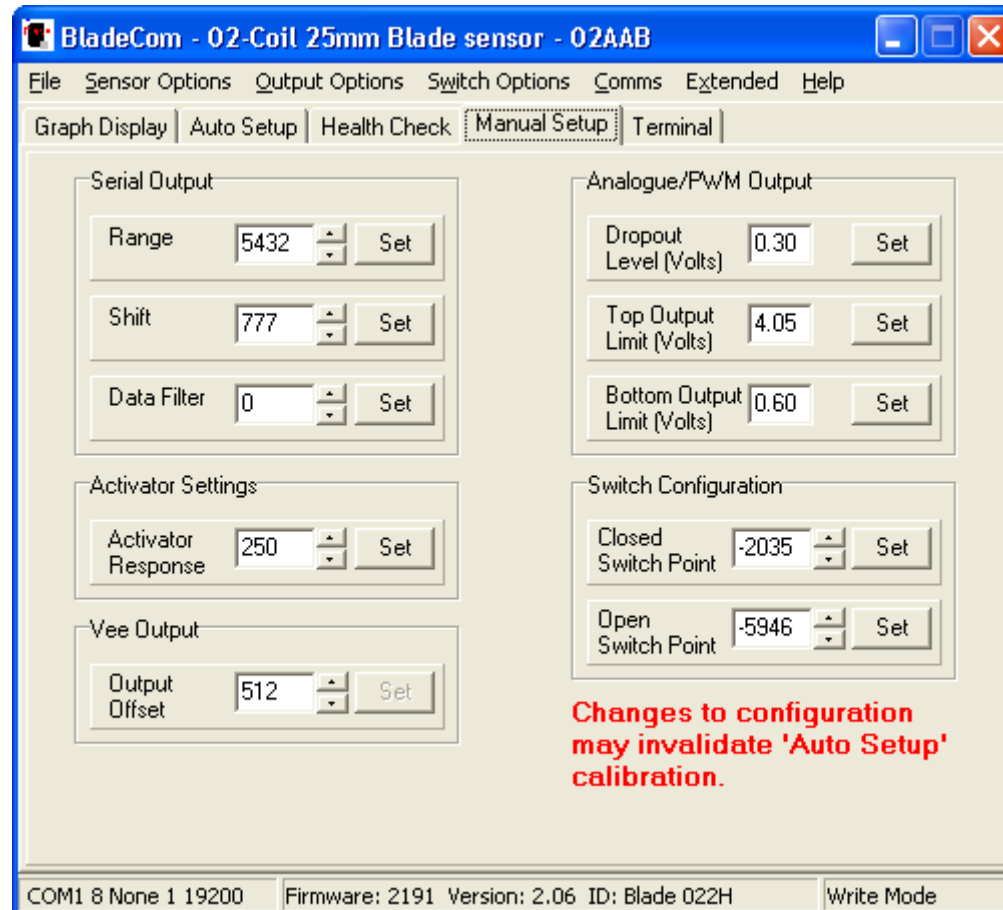 BladeCom - 02-Coil 25mm Blade sensor - 02AAB
File Sensor Options Output Options Switch Options Comms Extended Help
Graph Display Auto Setup Health Check Manual Setup Terminal
Serial Output
Range 5432 Set
Shift 777 Set
Data Filter 0 Set
Activator Settings
Activator
Response 250 Set
Vee Output
Output
Offset 512 Set
Analogue/PWM Output
Dropout
Level (Volts) 0.30 Set
Top Output
Limit (Volts) 4.05 Set
Bottom Output
Limit (Volts) 0.60 Set
Switch Configuration
Closed
Switch Point -2035 Set
Open
Switch Point -5946 Set
Changes to configuration
may invalidate 'Auto Setup'
calibration.
COM1 8 None 1 19200 Firmware: 2191 Version: 2.06 ID: Blade 022H Write Mode